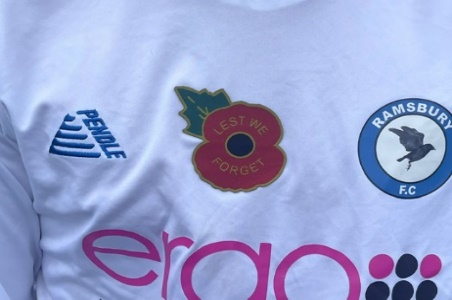 PENDLE
LEST WE
FORGET
RAMSBURY
F.C
ergo